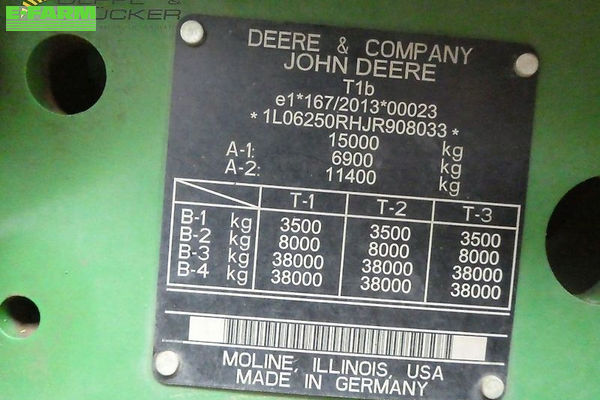 E-FARM
DEERE & COMPANY
JOHN DEERE
T1b
e1*167/2013*00023
*1L06250RHJR908033*
15000 kg
A-1: 6900 kg
A-2: 11400 kg
T-1 T-2 T-3
B-1 kg 3500 3500 3500
B-2 kg 8000 8000 8000
B-3 kg 38000 38000 38000
B-4 kg 38000 38000 38000
MOLINE, ILLINOIS, USA
MADE IN GERMANY